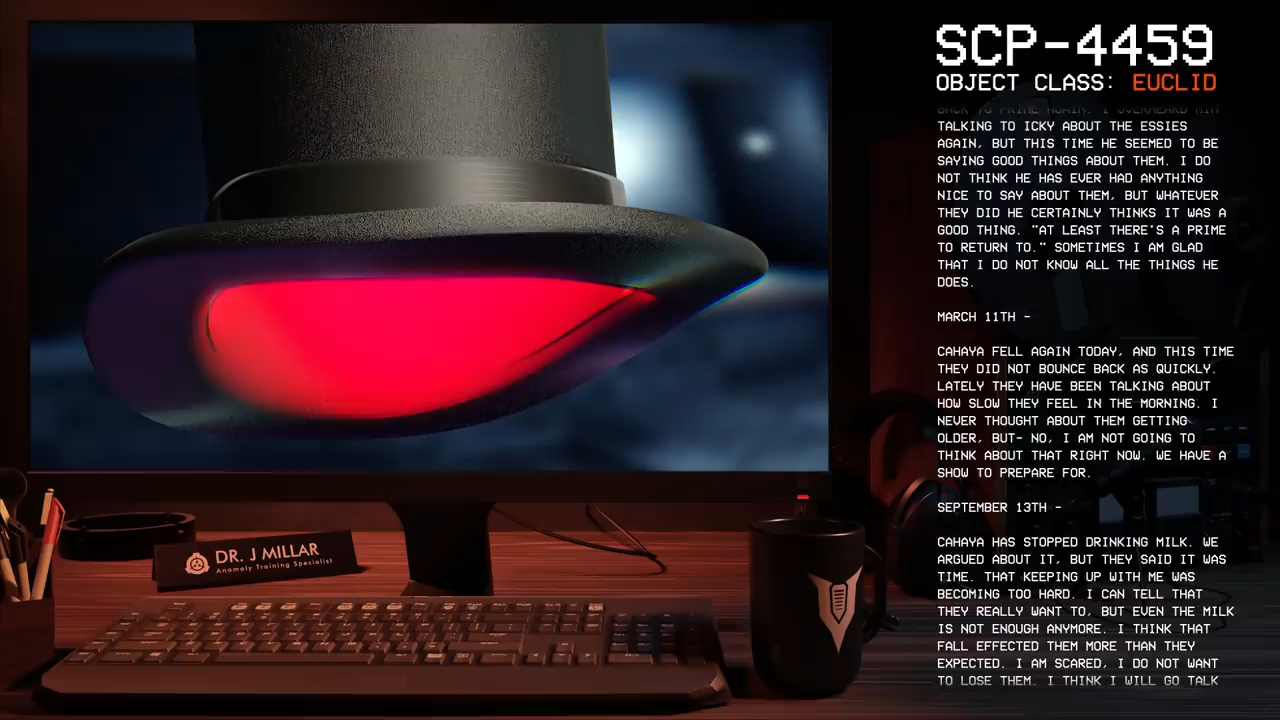 SCP-4459
OBJECT CLASS: EUCLID
BACK TO PRIME AGAIN. I OVERHEARD HIM
TALKING TO ICKY ABOUT THE ESSIES
AGAIN, BUT THIS TIME HE SEEMED TO BE
SAYING GOOD THINGS ABOUT THEM. I DO
NOT THINK HE HAS EVER HAD ANYTHING
NICE TO SAY ABOUT THEM, BUT WHATEVER
THEY DID HE CERTAINLY THINKS IT WAS A
GOOD THING. "AT LEAST THERE'S A PRIME
TO RETURN TO." SOMETIMES I AM GLAD
THAT I DO NOT KNOW ALL THE THINGS HE
DOES.
MARCH 11TH -
CAHAYA FELL AGAIN TODAY, AND THIS TIME
THEY DID NOT BOUNCE BACK AS QUICKLY.
LATELY THEY HAVE BEEN TALKING ABOUT
HOW SLOW THEY FEEL IN THE MORNING. I
NEVER THOUGHT ABOUT THEM GETTING
OLDER, BUT- NO, I AM NOT GOING TO
THINK ABOUT THAT RIGHT NOW. WE HAVE A
SHOW TO PREPARE FOR.
SEPTEMBER 13TH -
CAHAYA HAS STOPPED DRINKING MILK. WE
ARGUED ABOUT IT, BUT THEY SAID IT WAS
TIME. THAT KEEPING UP WITH ME WAS
BECOMING TOO HARD. I CAN TELL THAT
THEY REALLY WANT TO, BUT EVEN THE MILK
IS NOT ENOUGH ANYMORE. I THINK THAT
FALL EFFECTED THEM MORE THAN THEY
EXPECTED. I AM SCARED, I DO NOT WANT
TO LOSE THEM. I THINK I WILL GO TALK
DR. J MILLAR
Anomaly Training Specialist